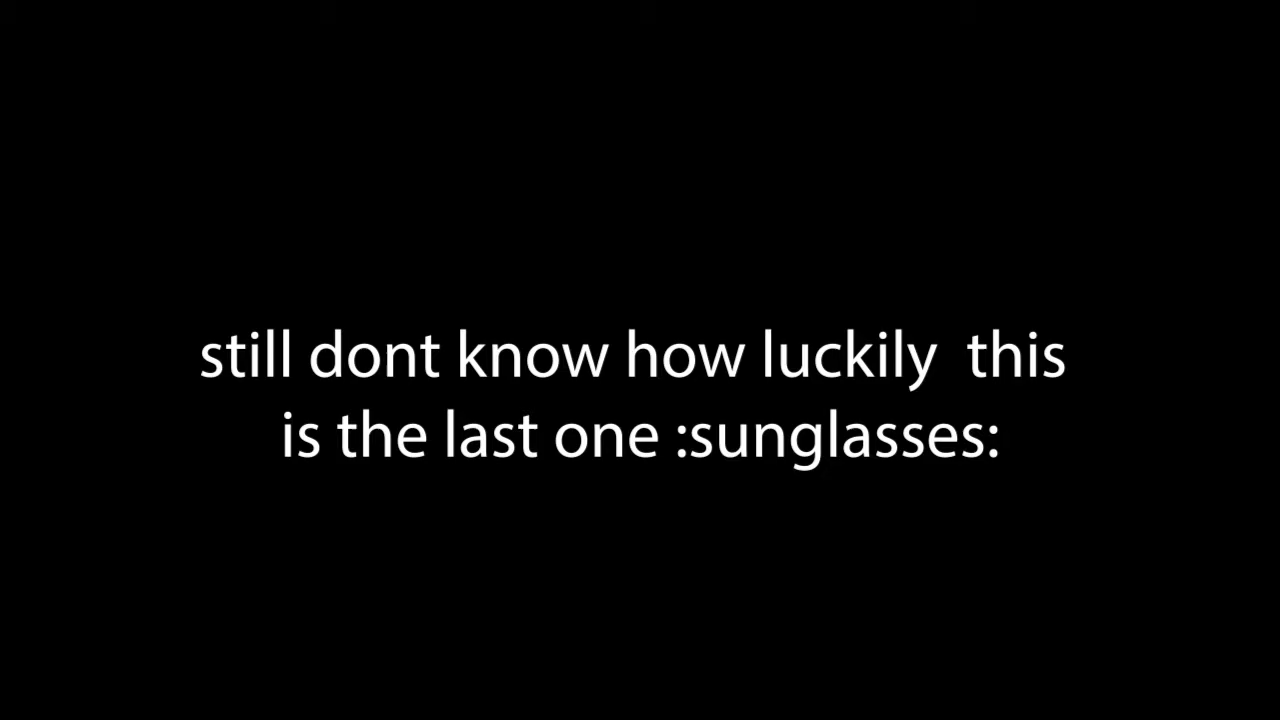 still dont know how luckily  this
is the last one :sunglasses: